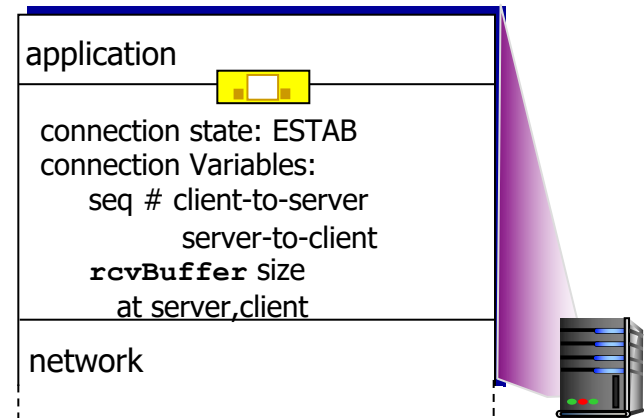 application
connection state: ESTAB
connection Variables:
seq # client-to-server
server-to-client
rcvBuffer size
at server,client
network